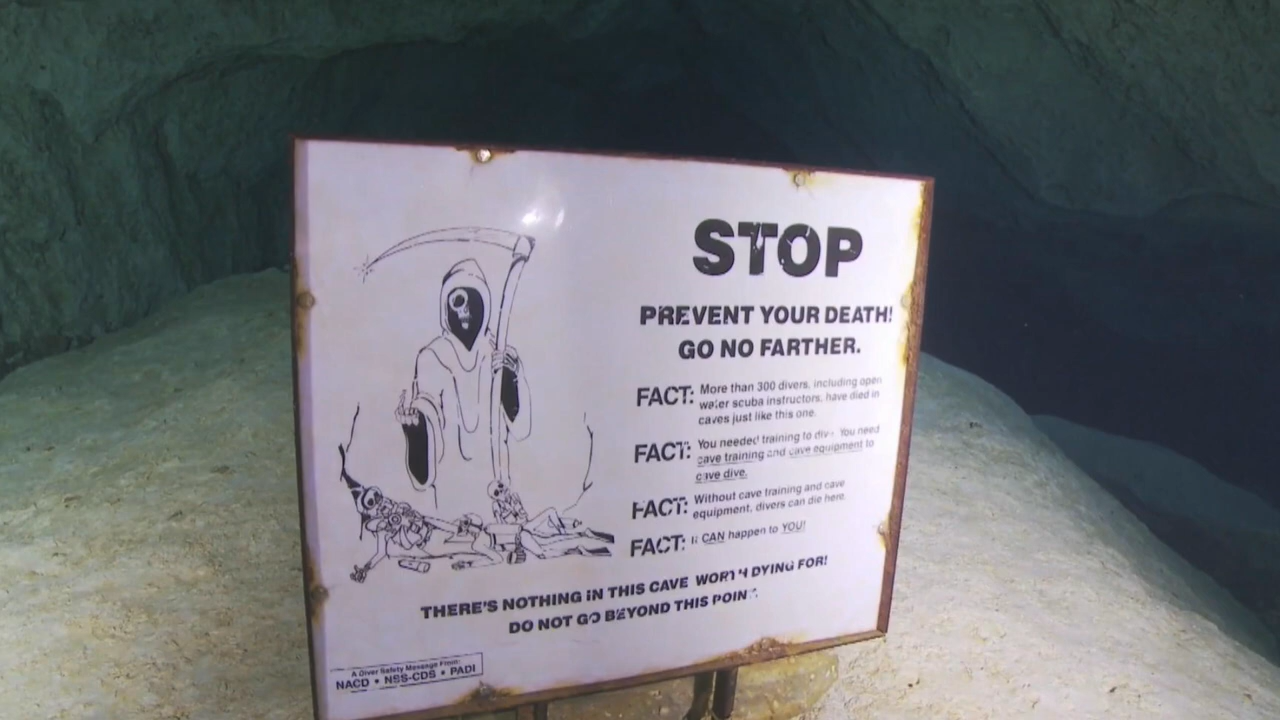 STOP
PREVENT YOUR DEATH!
GO NO FARTHER.
FACT: More than 300 divers, including open
water scuba instructors, have died in
caves just like this one.
FACT: You needed training to dive. You need
cave training and cave equipment to
cave dive.
FACT: Without cave training and cave
equipment, divers can die here.
FACT: It CAN happen to YOU!
THERE'S NOTHING IN THIS CAVE WORTH DYING FOR!
DO NOT GO BEYOND THIS POINT.
A Diver Safety Message From:
NACD • NSS-CDS • PADI